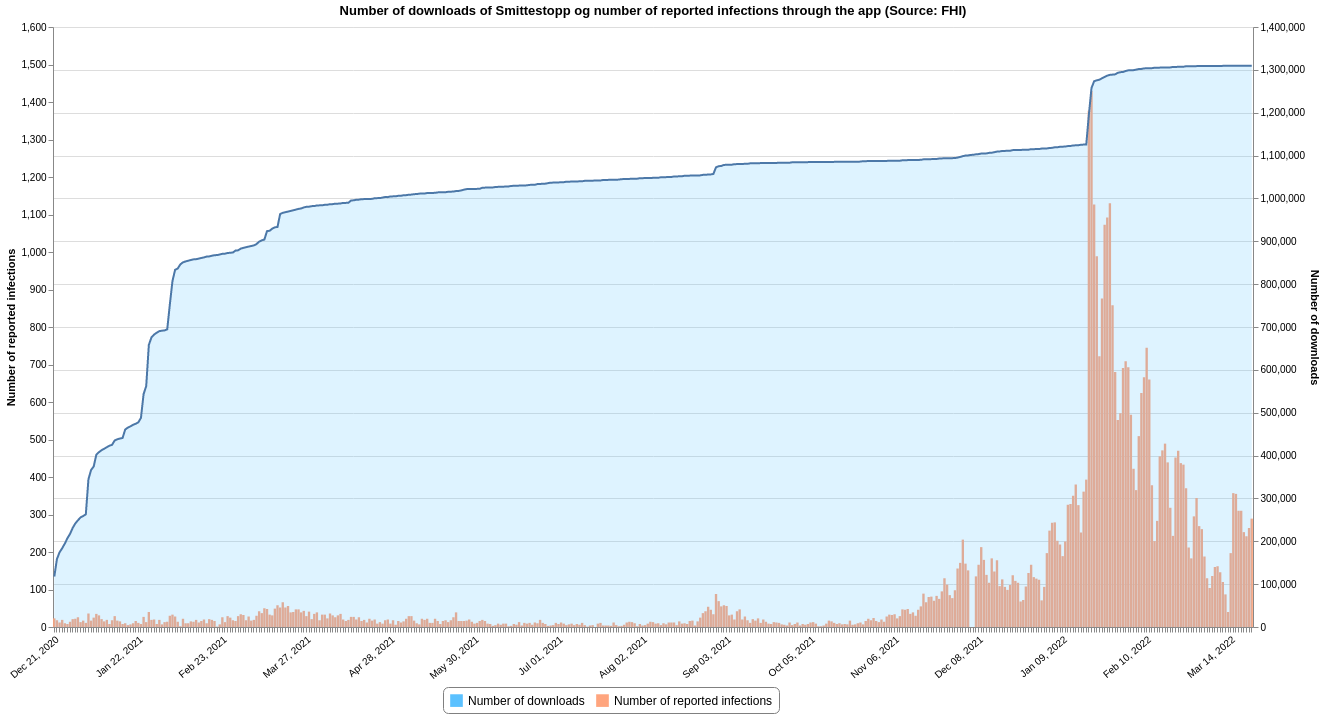 Number of downloads of Smittestopp og number of reported infections through the app (Source: FHI)
1,600
1,500
1,400
1,300
1,200
1,100
1,000
900
800
700
600
500
400
300
200
100
0
Number of reported infections
1,400,000
1,300,000
1,200,000
1,100,000
1,000,000
900,000
800,000
700,000
600,000
500,000
400,000
300,000
200,000
100,000
0
Number of downloads
Dec 21, 2020
Jan 22, 2021
Feb 23, 2021
Mar 27, 2021
Apr 28, 2021
May 30, 2021
Jul 01, 2021
Aug 02, 2021
Sep 03, 2021
Oct 05, 2021
Nov 06, 2021
Dec 08, 2021
Jan 09, 2022
Feb 10, 2022
Mar 14, 2022
Number of downloads
Number of reported infections